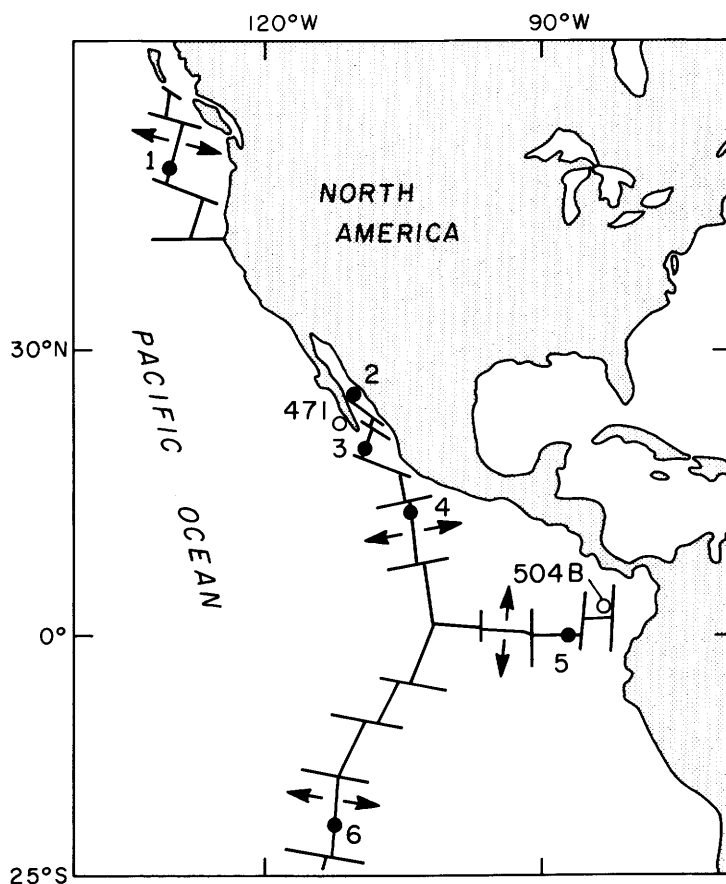 120°W
90°W
1
NORTH
AMERICA
30°N
PACIFIC
OCEAN
2
471
3
4
504B
0°
5
6
25°S